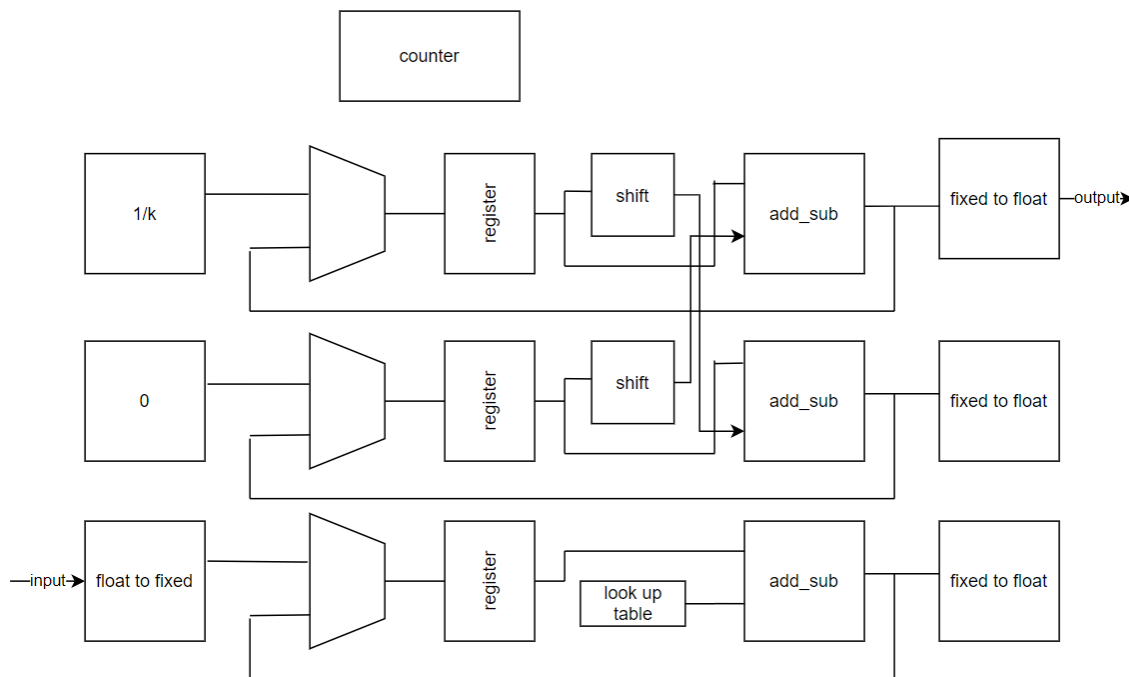 counter
1/k
register
shift
add_sub
fixed to float
output
0
register
shift
add_sub
fixed to float
input
float to fixed
register
look up
table
add_sub
fixed to float